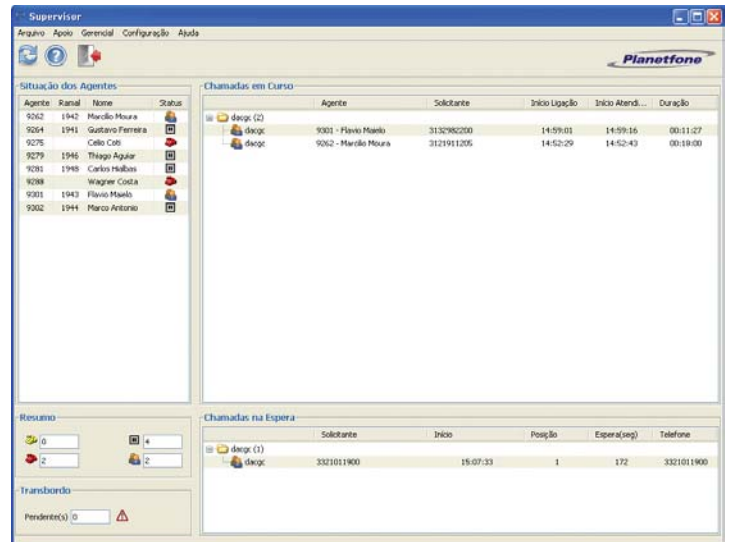 Supervisor
Arquivo Apoio Gerencial Configuração Ajuda
Planetfone
Situação dos Agentes
Agente Ramal Nome Status
9262 1942 Marcilio Moura
9264 1941 Gustavo Ferreira
9275 Celio Coti
9279 1946 Thiago Aguiar
9281 1948 Carlos Hialbas
9288 Wagner Costa
9301 1943 Flavio Maielo
9302 1944 Marco Antonio
Chamadas em Curso
Agente Solicitante Início Ligação Início Atendi... Duração
dacgc (2)
dacgc 9301 - Flavio Maielo 3132982200 14:59:01 14:59:16 00:11:27
dacgc 9262 - Marcilio Moura 3121911205 14:52:29 14:52:43 00:18:00
Resumo
0 4
2 2
Transbordo
Pendente(s) 0
Chamadas na Espera
Solicitante Início Posição Espera(seg) Telefone
dacgc (1)
dacgc 3321011900 15:07:33 1 172 3321011900